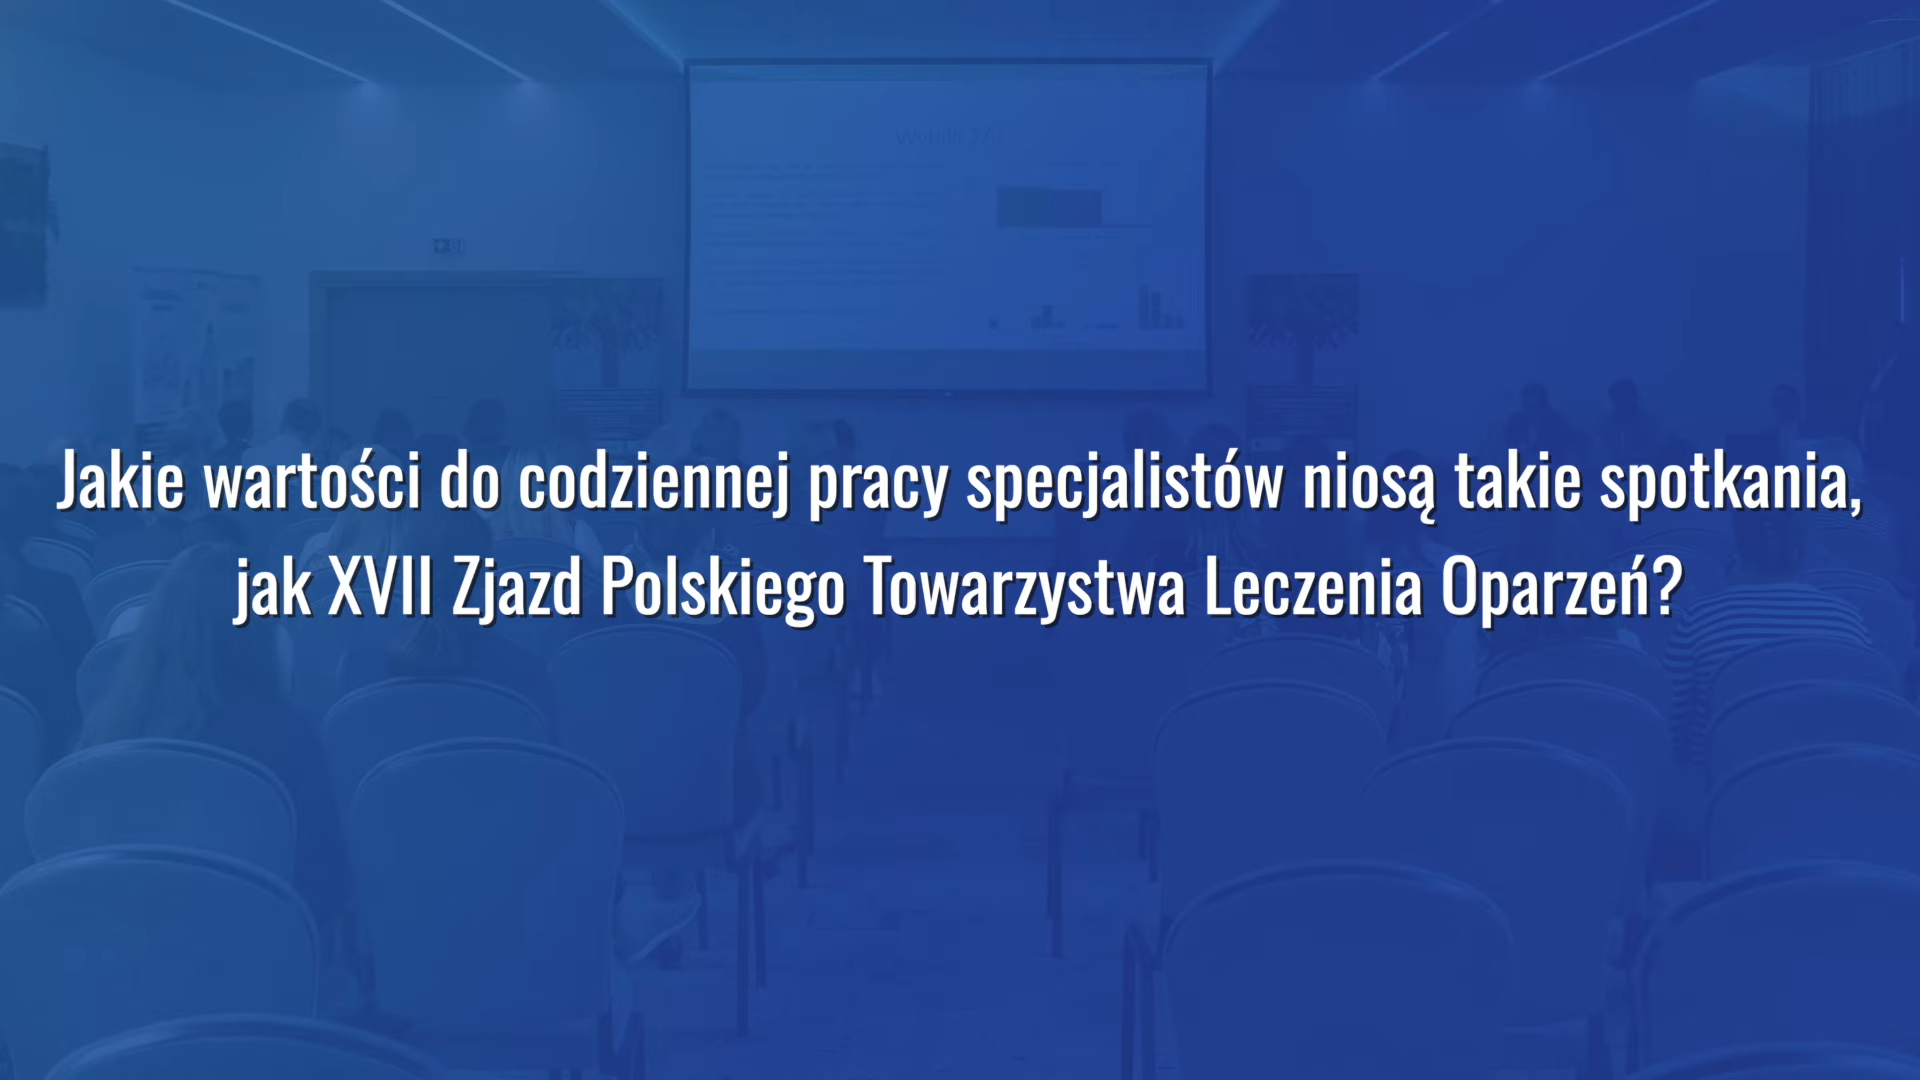 Jakie wartości do codziennej pracy specjalistów niosą takie spotkania,
jak XVII Zjazd Polskiego Towarzystwa Leczenia Oparzeń?